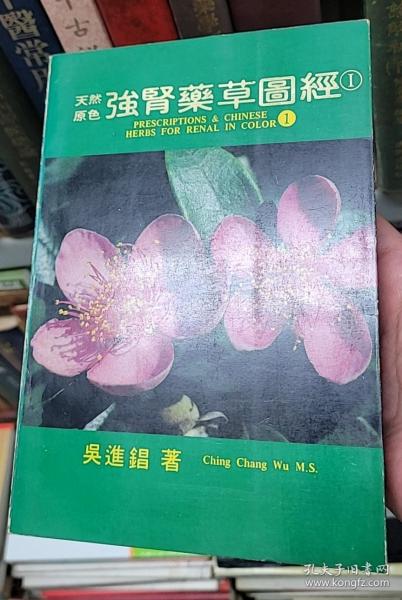 天然
原色
強腎藥草圖經①
PRESCRIPTIONS & CHINESE
HERBS FOR RENAL IN COLOR 1
吳進錩 著 Ching Chang Wu M.S.
孔夫子旧书网
www.kongfz.com